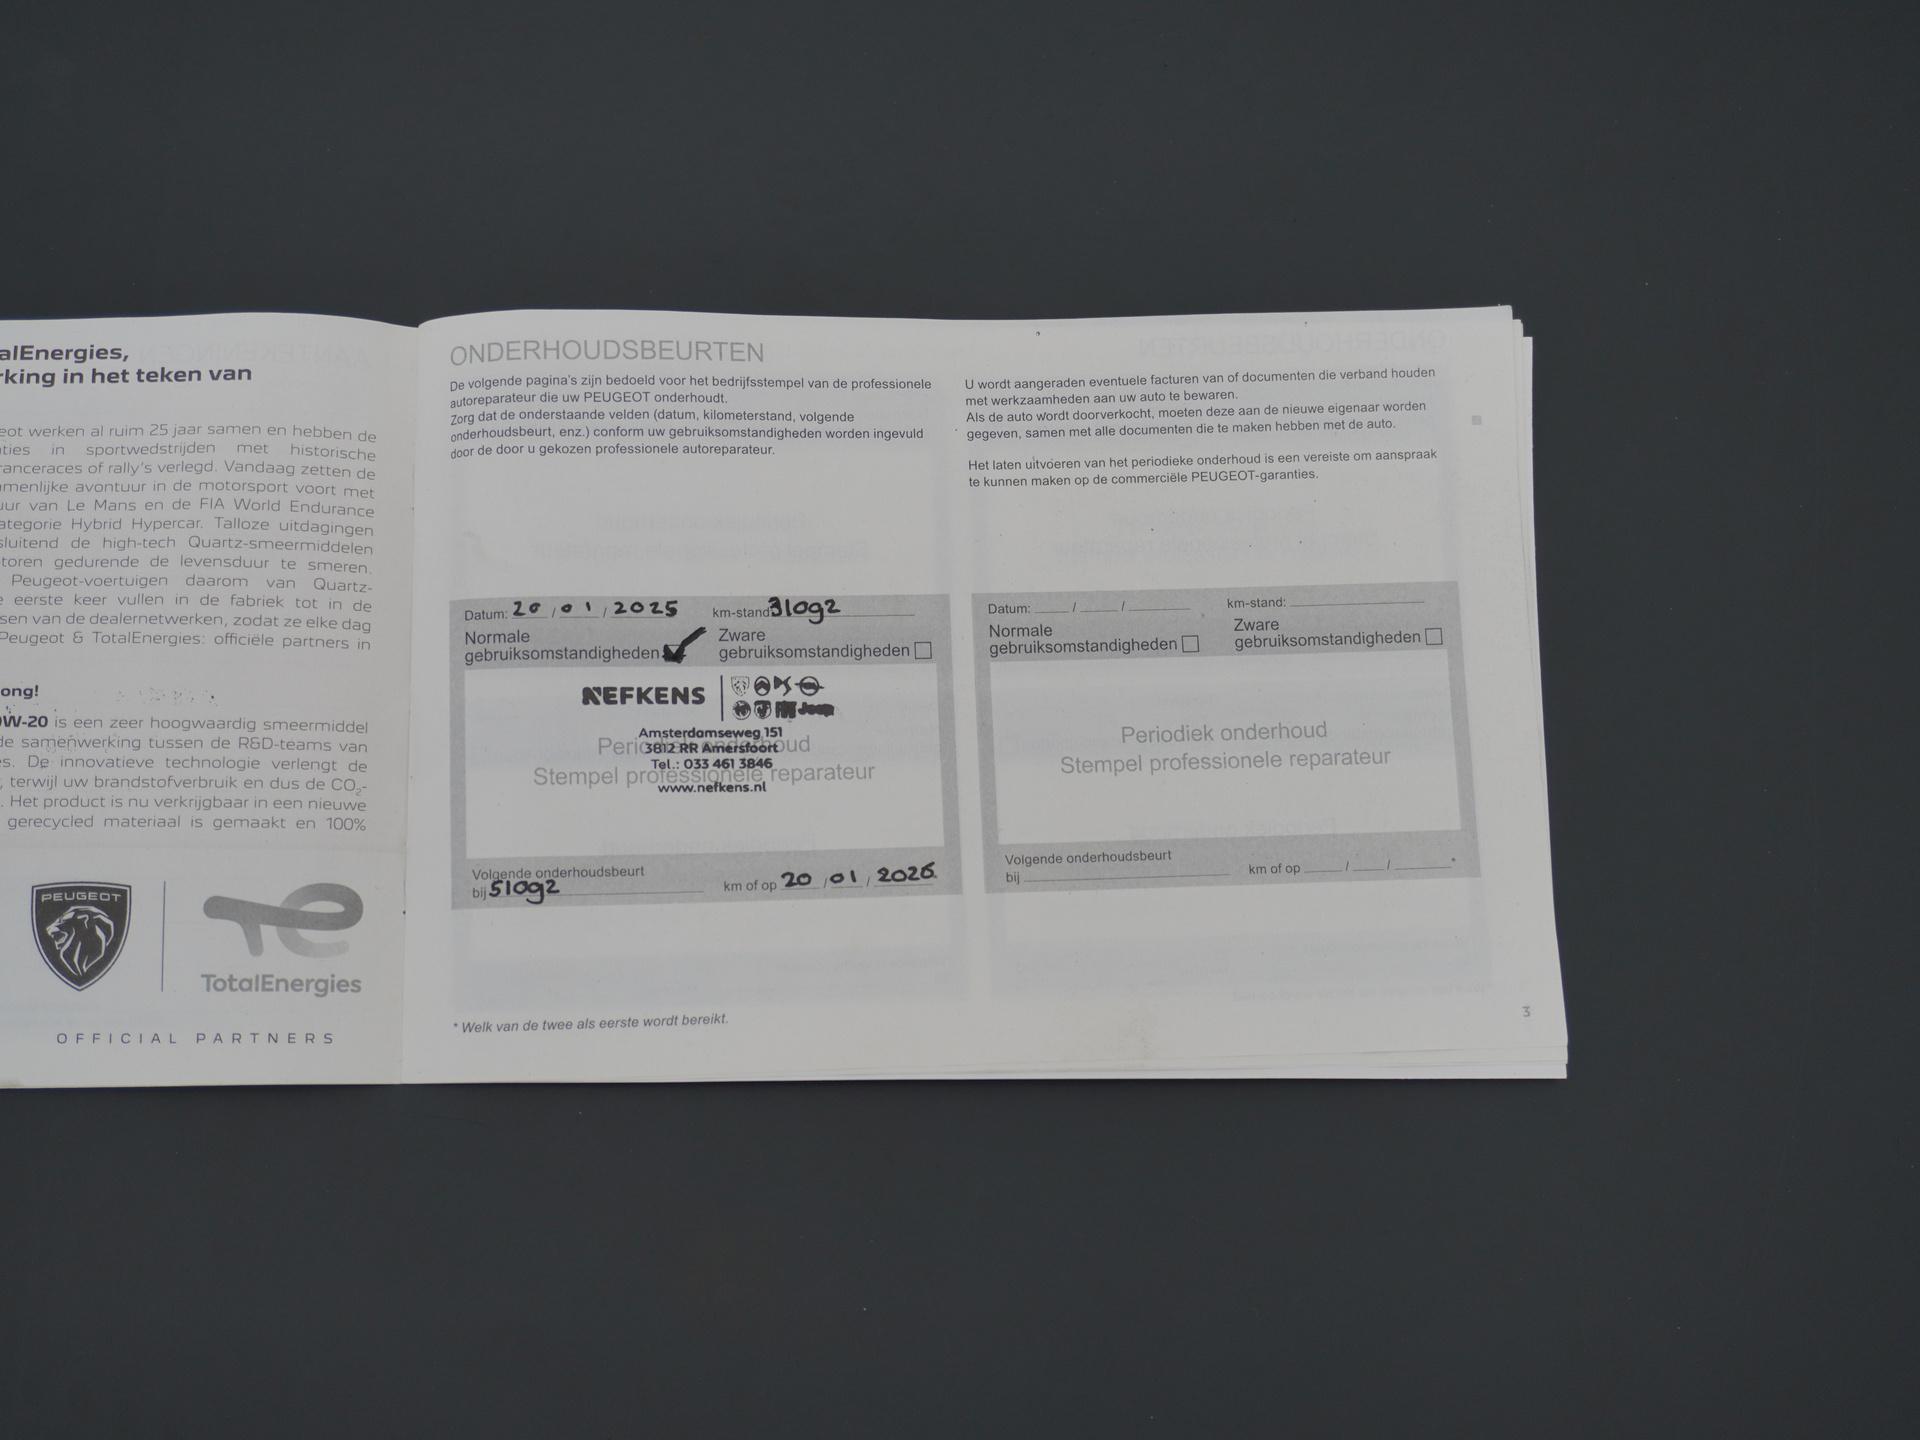 alEnergies,
rking in het teken van
eot werken al ruim 25 jaar samen en hebben de
ties in sportwedstrijden met historische
ranceraces of rally's verlegd. Vandaag zetten de
menlijke avontuur in de motorsport voort met
uur van Le Mans en de FIA World Endurance
ategorie Hybrid Hypercar. Talloze uitdagingen
sluitend de high-tech Quartz-smeermiddelen
toren gedurende de levensduur te smeren.
Peugeot-voertuigen daarom van Quartz-
e eerste keer vullen in de fabriek tot in de
sen van de dealernetwerken, zodat ze elke dag
Peugeot & TotalEnergies: officiële partners in
ong!
0W-20 is een zeer hoogwaardig smeermiddel
de samenwerking tussen de R&D-teams van
es. De innovatieve technologie verlengt de
, terwijl uw brandstofverbruik en dus de CO₂-
. Het product is nu verkrijgbaar in een nieuwe
gerecycled materiaal is gemaakt en 100%
PEUGEOT
TotalEnergies
OFFICIAL PARTNERS
ONDERHOUDSBEURTEN
De volgende pagina's zijn bedoeld voor het bedrijfsstempel van de professionele
autoreparateur die uw PEUGEOT onderhoudt.
Zorg dat de onderstaande velden (datum, kilometerstand, volgende
onderhoudsbeurt, enz.) conform uw gebruiksomstandigheden worden ingevuld
door de door u gekozen professionele autoreparateur.
U wordt aangeraden eventuele facturen van of documenten die verband houden
met werkzaamheden aan uw auto te bewaren.
Als de auto wordt doorverkocht, moeten deze aan de nieuwe eigenaar worden
gegeven, samen met alle documenten die te maken hebben met de auto.
Het laten uitvoeren van het periodieke onderhoud is een vereiste om aanspraak
te kunnen maken op de commerciële PEUGEOT-garanties.
Datum: 20 / 01 / 2025 km-stand 31092
Normale Zware
gebruiksomstandigheden gebruiksomstandigheden
NEFKENS
Jeep
Amsterdamseweg 151
Periodiek onderhoud
3812 RR Amersfoort
Tel.: 033 461 3846
Stempel professionele reparateur
www.nefkens.nl
Volgende onderhoudsbeurt
bij 51092 km of op 20 / 01 / 2026
Datum: ____ / ____ / ______ km-stand:
Normale Zware
gebruiksomstandigheden gebruiksomstandigheden
Periodiek onderhoud
Stempel professionele reparateur
Volgende onderhoudsbeurt
bij km of op ____ / ____ / ______ *
* Welk van de twee als eerste wordt bereikt.
3